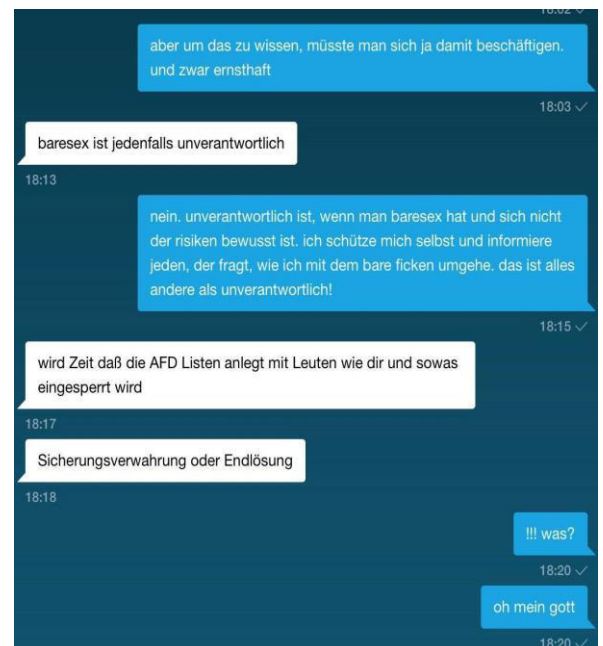 18:02
aber um das zu wissen, müsste man sich ja damit beschäftigen.
und zwar ernsthaft
18:03
baresex ist jedenfalls unverantwortlich
18:13
nein. unverantwortlich ist, wenn man baresex hat und sich nicht
der risiken bewusst ist. ich schütze mich selbst und informiere
jeden, der fragt, wie ich mit dem bare ficken umgehe. das ist alles
andere als unverantwortlich!
18:15
wird Zeit daß die AFD Listen anlegt mit Leuten wie dir und sowas
eingesperrt wird
18:17
Sicherungsverwahrung oder Endlösung
18:18
!!! was?
18:20
oh mein gott
18:20